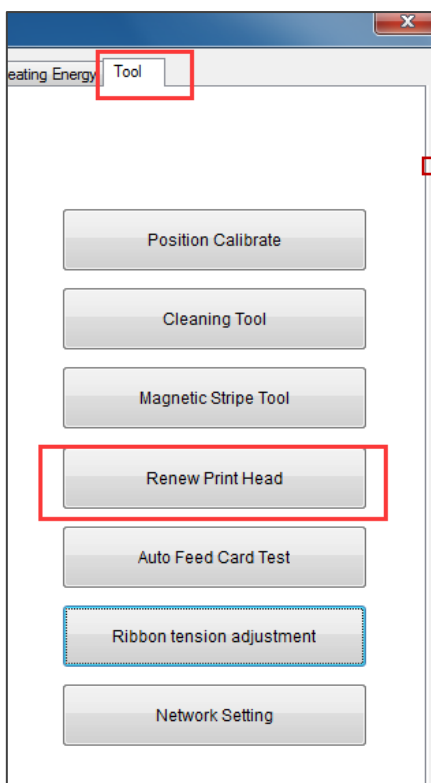 eating Energy Tool
Position Calibrate
Cleaning Tool
Magnetic Stripe Tool
Renew Print Head
Auto Feed Card Test
Ribbon tension adjustment
Network Setting